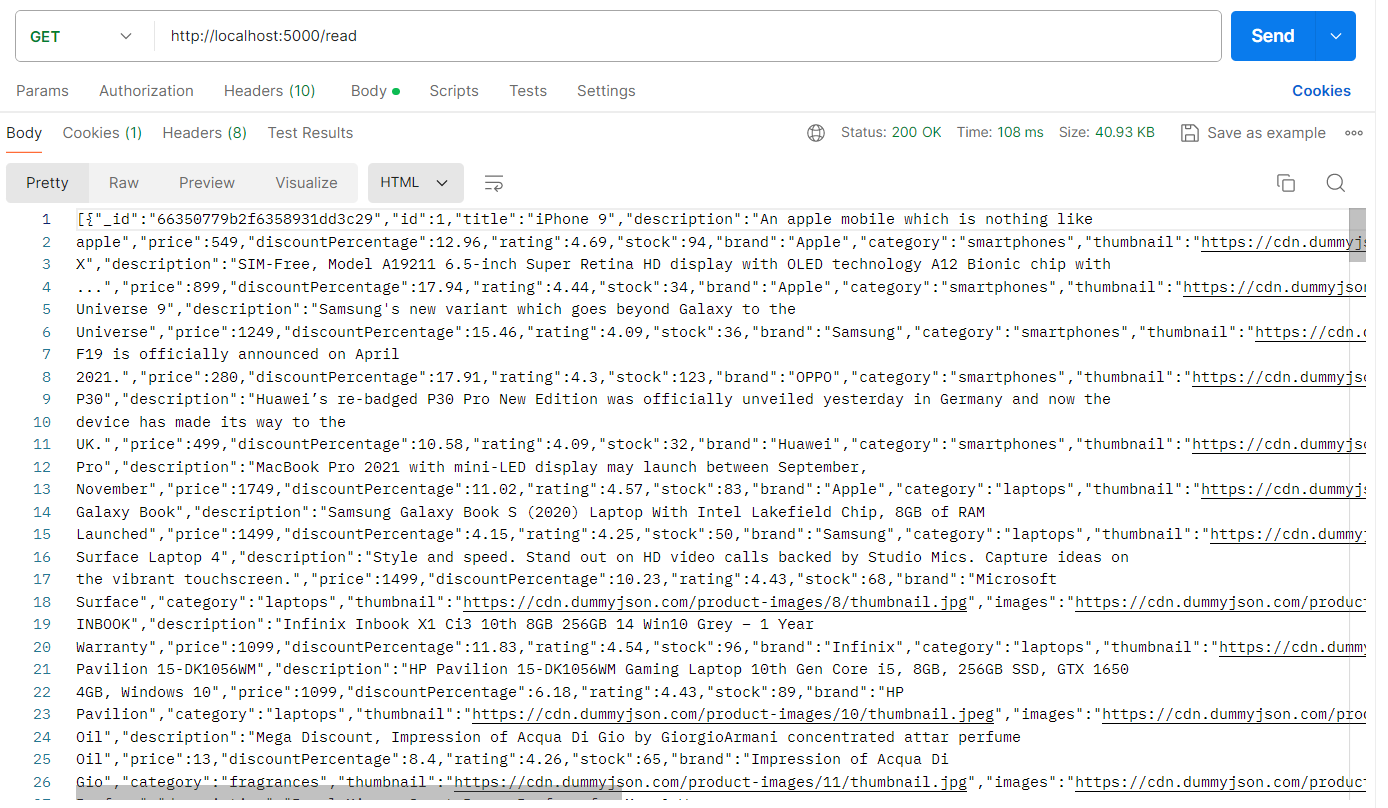 GET http://localhost:5000/read Send
Params Authorization Headers (10) Body Scripts Tests Settings Cookies
Body Cookies (1) Headers (8) Test Results Status: 200 OK Time: 108 ms Size: 40.93 KB Save as example
Pretty Raw Preview Visualize HTML
1 [{"_id":"66350779b2f6358931dd3c29","id":1,"title":"iPhone 9","description":"An apple mobile which is nothing like
2 apple","price":549,"discountPercentage":12.96,"rating":4.69,"stock":94,"brand":"Apple","category":"smartphones","thumbnail":"https://cdn.dummyjs
3 X","description":"SIM-Free, Model A19211 6.5-inch Super Retina HD display with OLED technology A12 Bionic chip with
4 ...","price":899,"discountPercentage":17.94,"rating":4.44,"stock":34,"brand":"Apple","category":"smartphones","thumbnail":"https://cdn.dummyjson
5 Universe 9","description":"Samsung's new variant which goes beyond Galaxy to the
6 Universe","price":1249,"discountPercentage":15.46,"rating":4.09,"stock":36,"brand":"Samsung","category":"smartphones","thumbnail":"https://cdn.d
7 F19 is officially announced on April
8 2021.","price":280,"discountPercentage":17.91,"rating":4.3,"stock":123,"brand":"OPPO","category":"smartphones","thumbnail":"https://cdn.dummyjso
9 P30","description":"Huawei’s re-badged P30 Pro New Edition was officially unveiled yesterday in Germany and now the
10 device has made its way to the
11 UK.","price":499,"discountPercentage":10.58,"rating":4.09,"stock":32,"brand":"Huawei","category":"smartphones","thumbnail":"https://cdn.dummyjso
12 Pro","description":"MacBook Pro 2021 with mini-LED display may launch between September,
13 November","price":1749,"discountPercentage":11.02,"rating":4.57,"stock":83,"brand":"Apple","category":"laptops","thumbnail":"https://cdn.dummyjs
14 Galaxy Book","description":"Samsung Galaxy Book S (2020) Laptop With Intel Lakefield Chip, 8GB of RAM
15 Launched","price":1499,"discountPercentage":4.15,"rating":4.25,"stock":50,"brand":"Samsung","category":"laptops","thumbnail":"https://cdn.dummyj
16 Surface Laptop 4","description":"Style and speed. Stand out on HD video calls backed by Studio Mics. Capture ideas on
17 the vibrant touchscreen.","price":1499,"discountPercentage":10.23,"rating":4.43,"stock":68,"brand":"Microsoft
18 Surface","category":"laptops","thumbnail":"https://cdn.dummyjson.com/product-images/8/thumbnail.jpg","images":"https://cdn.dummyjson.com/product
19 INBOOK","description":"Infinix Inbook X1 Ci3 10th 8GB 256GB 14 Win10 Grey – 1 Year
20 Warranty","price":1099,"discountPercentage":11.83,"rating":4.54,"stock":96,"brand":"Infinix","category":"laptops","thumbnail":"https://cdn.dummy
21 Pavilion 15-DK1056WM","description":"HP Pavilion 15-DK1056WM Gaming Laptop 10th Gen Core i5, 8GB, 256GB SSD, GTX 1650
22 4GB, Windows 10","price":1099,"discountPercentage":6.18,"rating":4.43,"stock":89,"brand":"HP
23 Pavilion","category":"laptops","thumbnail":"https://cdn.dummyjson.com/product-images/10/thumbnail.jpeg","images":"https://cdn.dummyjson.com/prod
24 Oil","description":"Mega Discount, Impression of Acqua Di Gio by GiorgioArmani concentrated attar perfume
25 Oil","price":13,"discountPercentage":8.4,"rating":4.26,"stock":65,"brand":"Impression of Acqua Di
26 Gio","category":"fragrances","thumbnail":"https://cdn.dummyjson.com/product-images/11/thumbnail.jpg","images":"https://cdn.dummyjson.com/product